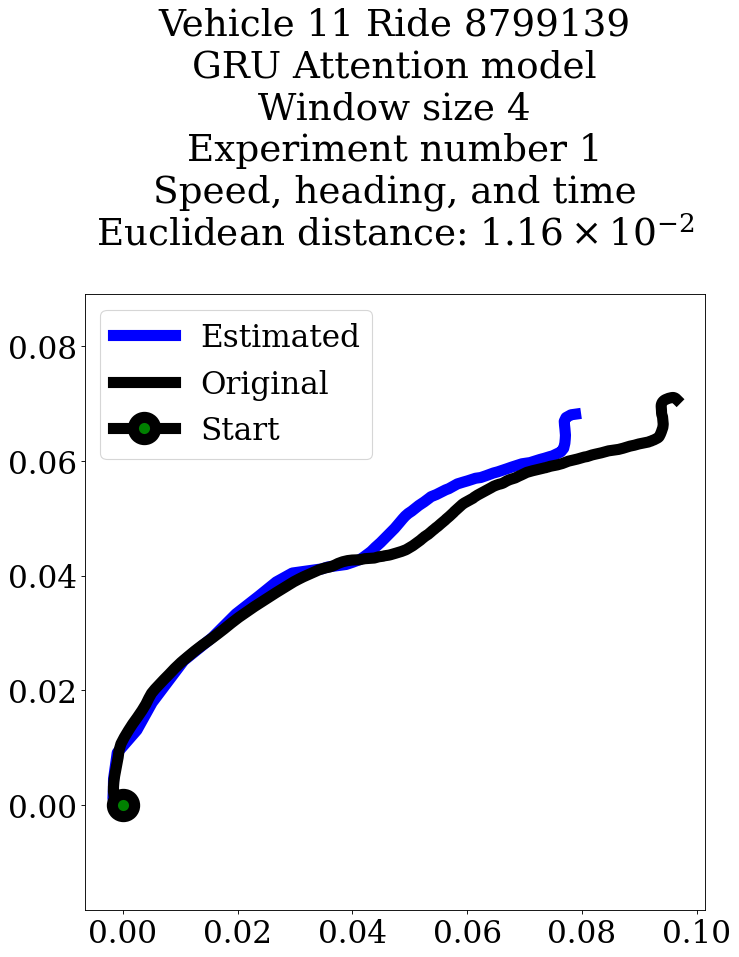 Vehicle 11 Ride 8799139
GRU Attention model
Window size 4
Experiment number 1
Speed, heading, and time
Euclidean distance: 1.16 × 10⁻²
Estimated
Original
Start
0.08
0.06
0.04
0.02
0.00
0.00 0.02 0.04 0.06 0.08 0.10